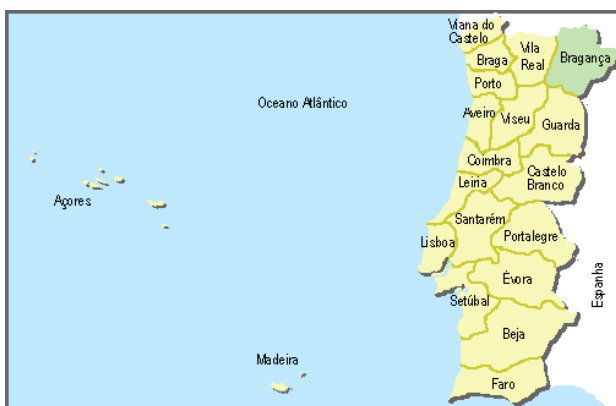 Viana do
Castelo
Braga
Vila
Real
Bragança
Porto
Oceano Atlântico
Aveiro
Viseu
Guarda
Coimbra
Castelo
Branco
Leiria
Açores
Santarém
Lisboa
Portalegre
Évora
Espanha
Setúbal
Beja
Madeira
Faro